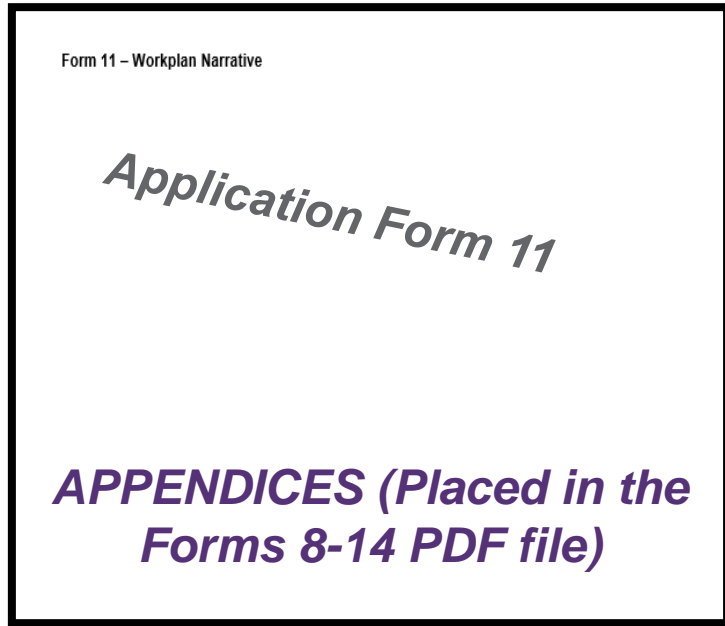 Form 11 – Workplan Narrative
Application Form 11
APPENDICES (Placed in the
Forms 8-14 PDF file)